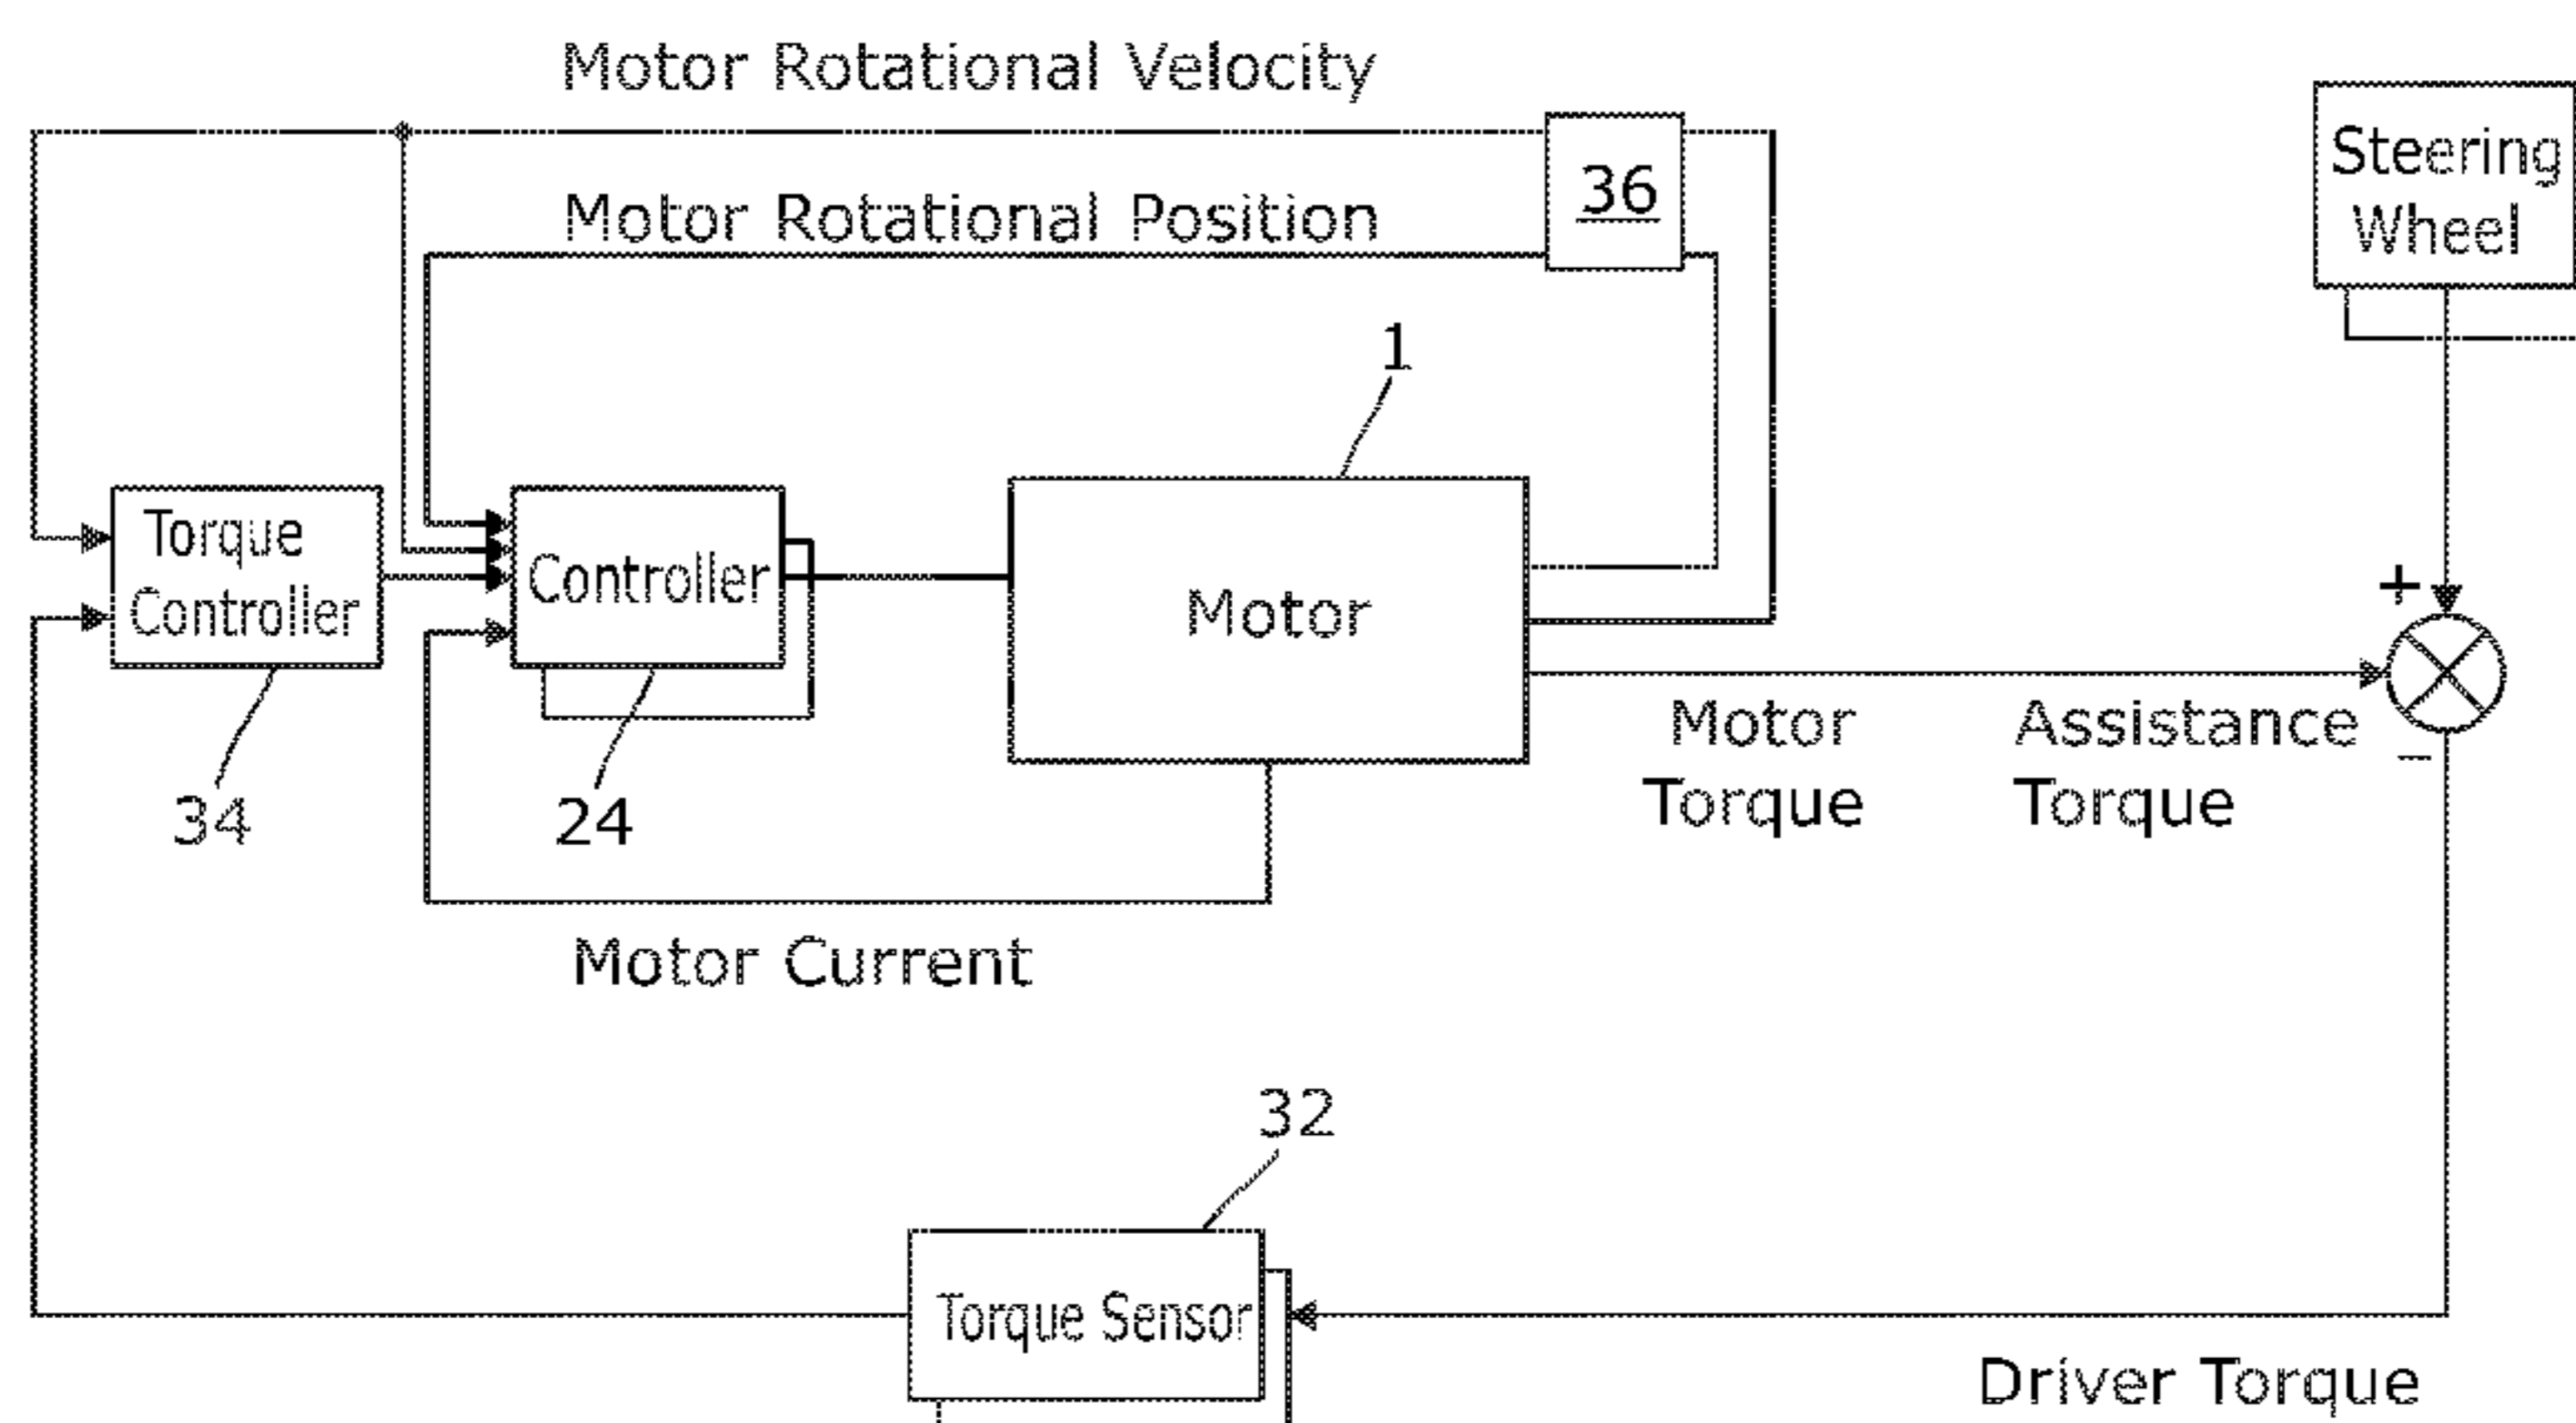 Motor Rotational Velocity
36
Steering
Wheel
Motor Rotational Position
1
Torque
Controller
Controller
Motor
+
Motor
Torque
Assistance
Torque
–
34
24
Motor Current
32
Torque Sensor
Driver Torque